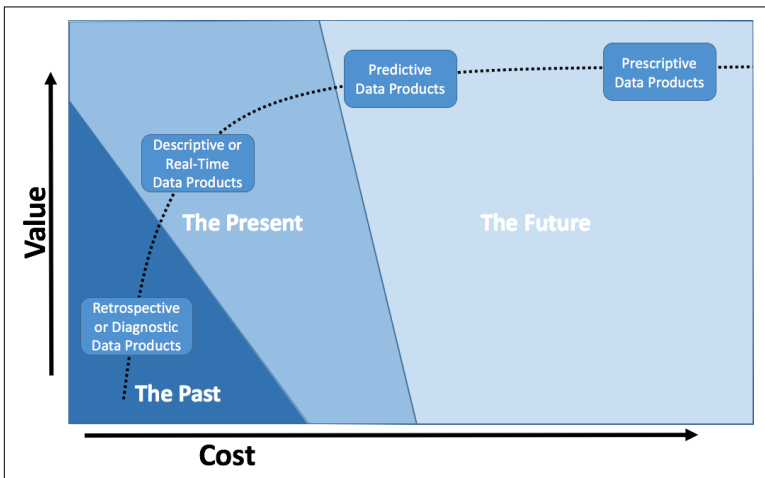 Predictive
Data Products
Prescriptive
Data Products
Descriptive or
Real-Time
Data Products
The Present
The Future
Value
Retrospective
or Diagnostic
Data Products
The Past
Cost